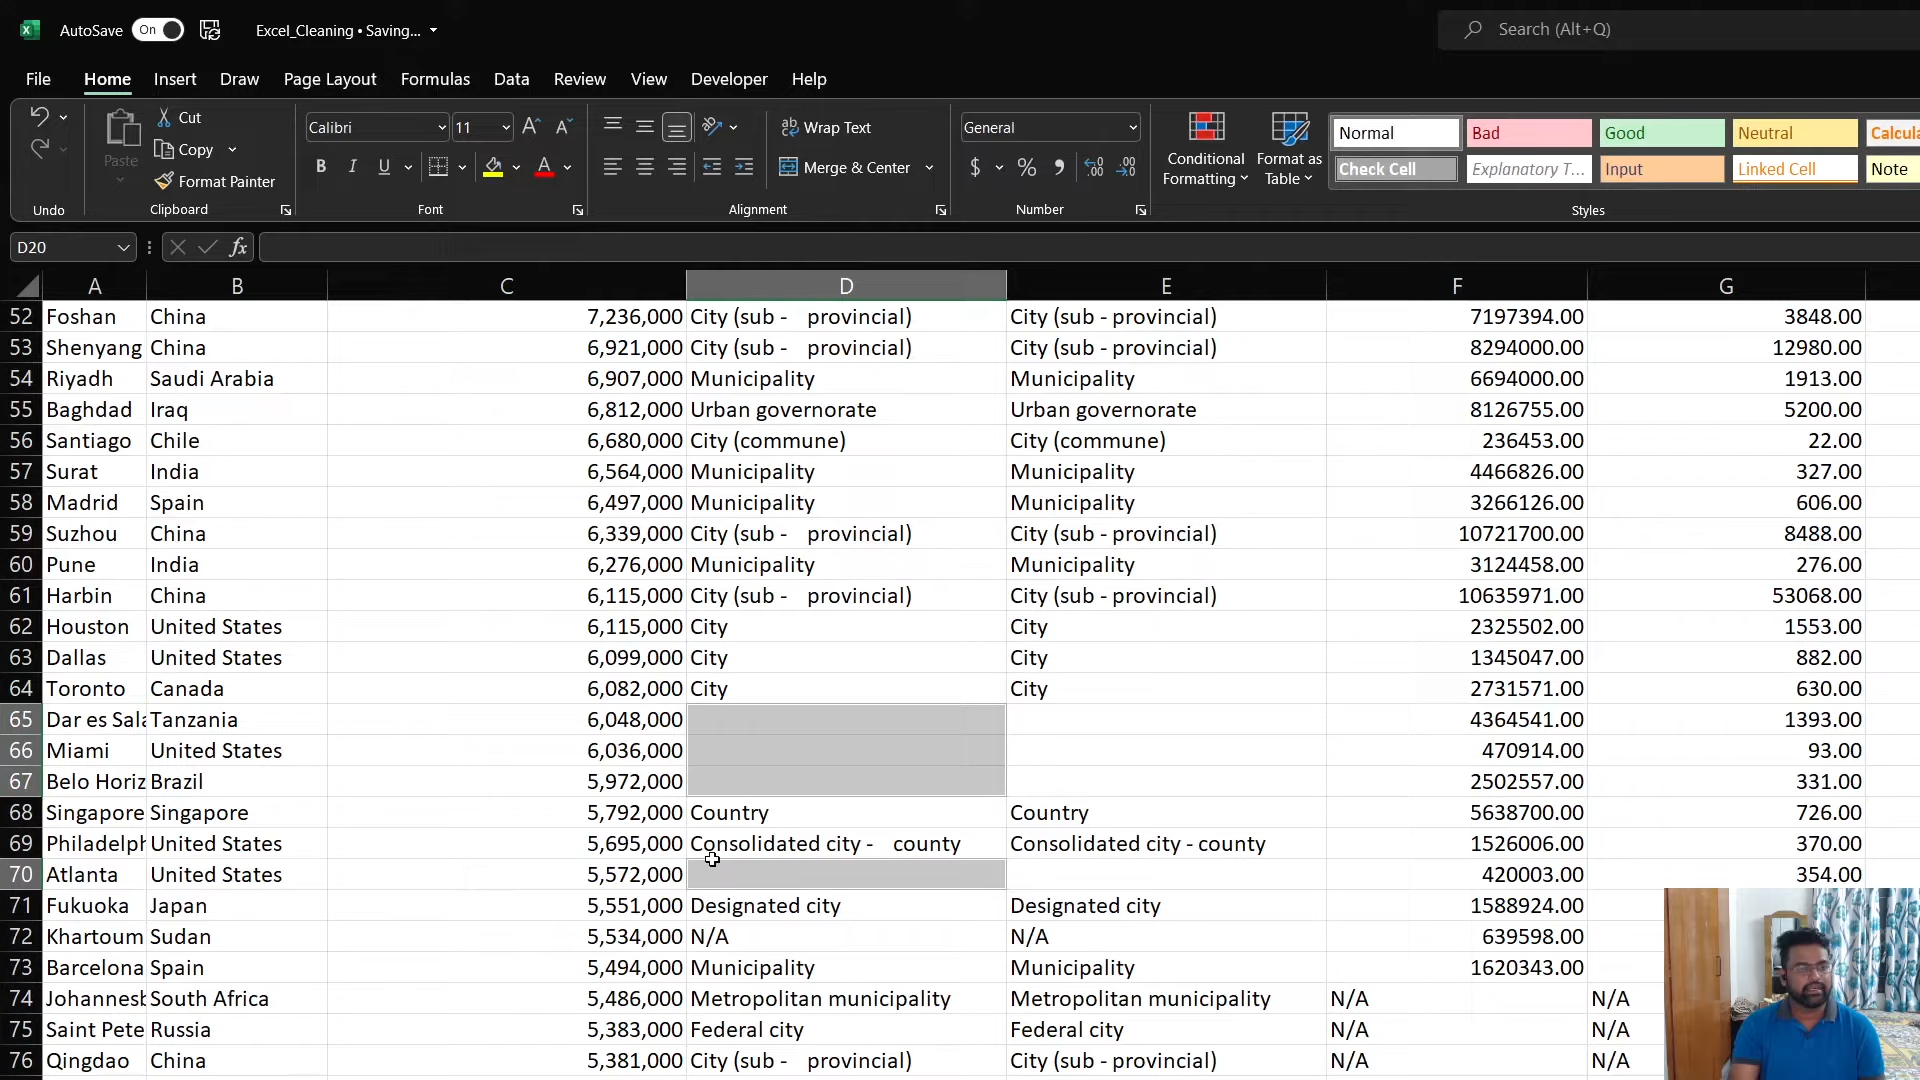 AutoSave On Excel_Cleaning • Saving... Search (Alt+Q)
File Home Insert Draw Page Layout Formulas Data Review View Developer Help
Paste Cut Copy Format Painter
Calibri 11 B I U A
Wrap Text Merge & Center
General $ % 9
Conditional Formatting Format as Table
Normal Bad Good Neutral
Check Cell Explanatory T... Input Linked Cell Note
Undo Clipboard Font Alignment Number Styles
D20 fx
A B C D E F G
52 Foshan China 7,236,000 City (sub - provincial) City (sub - provincial) 7197394.00 3848.00
53 Shenyang China 6,921,000 City (sub - provincial) City (sub - provincial) 8294000.00 12980.00
54 Riyadh Saudi Arabia 6,907,000 Municipality Municipality 6694000.00 1913.00
55 Baghdad Iraq 6,812,000 Urban governorate Urban governorate 8126755.00 5200.00
56 Santiago Chile 6,680,000 City (commune) City (commune) 236453.00 22.00
57 Surat India 6,564,000 Municipality Municipality 4466826.00 327.00
58 Madrid Spain 6,497,000 Municipality Municipality 3266126.00 606.00
59 Suzhou China 6,339,000 City (sub - provincial) City (sub - provincial) 10721700.00 8488.00
60 Pune India 6,276,000 Municipality Municipality 3124458.00 276.00
61 Harbin China 6,115,000 City (sub - provincial) City (sub - provincial) 10635971.00 53068.00
62 Houston United States 6,115,000 City City 2325502.00 1553.00
63 Dallas United States 6,099,000 City City 1345047.00 882.00
64 Toronto Canada 6,082,000 City City 2731571.00 630.00
65 Dar es Sala Tanzania 6,048,000 4364541.00 1393.00
66 Miami United States 6,036,000 470914.00 93.00
67 Belo Horiz Brazil 5,972,000 2502557.00 331.00
68 Singapore Singapore 5,792,000 Country Country 5638700.00 726.00
69 Philadelph United States 5,695,000 Consolidated city - county Consolidated city - county 1526006.00 370.00
70 Atlanta United States 5,572,000 420003.00 354.00
71 Fukuoka Japan 5,551,000 Designated city Designated city 1588924.00
72 Khartoum Sudan 5,534,000 N/A N/A 639598.00
73 Barcelona Spain 5,494,000 Municipality Municipality 1620343.00
74 Johannesb South Africa 5,486,000 Metropolitan municipality Metropolitan municipality N/A N/A
75 Saint Pete Russia 5,383,000 Federal city Federal city N/A N/A
76 Qingdao China 5,381,000 City (sub - provincial) City (sub - provincial) N/A N/A